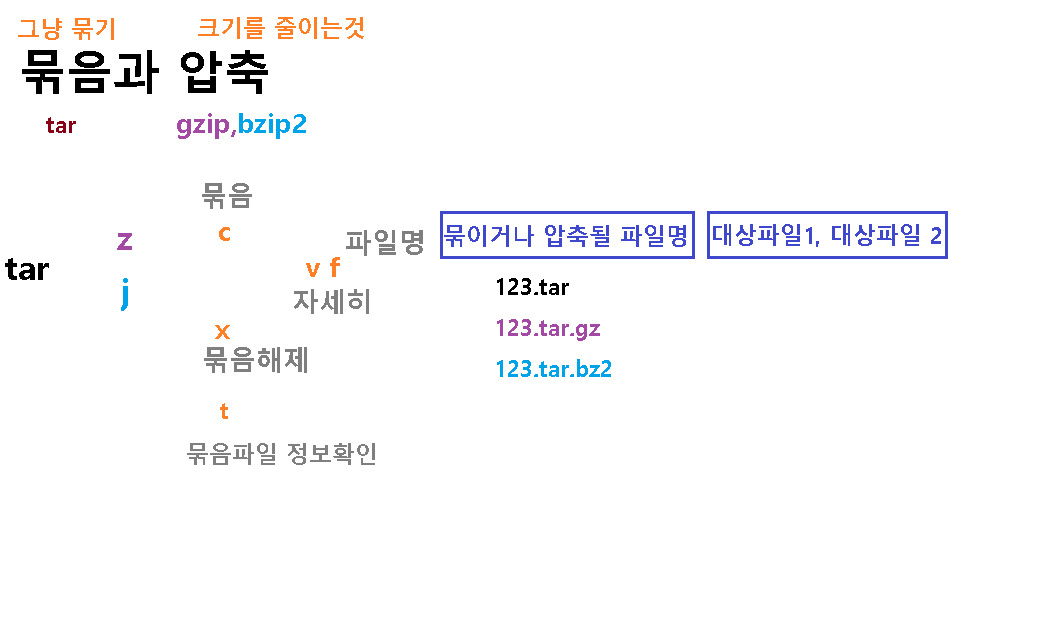 그냥 묶기 크기를 줄이는것
묶음과 압축
tar gzip,bzip2
묶음
z c 파일명 묶이거나 압축될 파일명 대상파일1, 대상파일 2
tar v f
j 자세히 123.tar
x 123.tar.gz
묶음해제 123.tar.bz2
t
묶음파일 정보확인